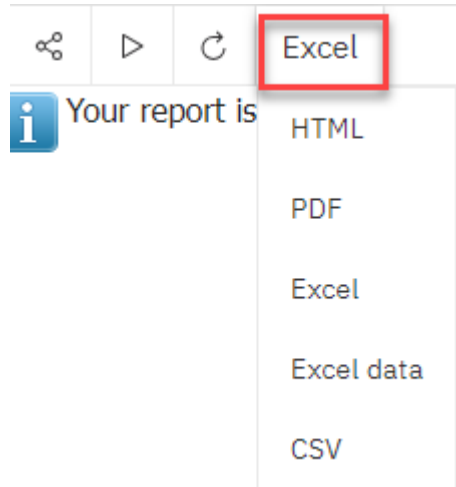 Excel
Your report is
HTML
PDF
Excel
Excel data
CSV